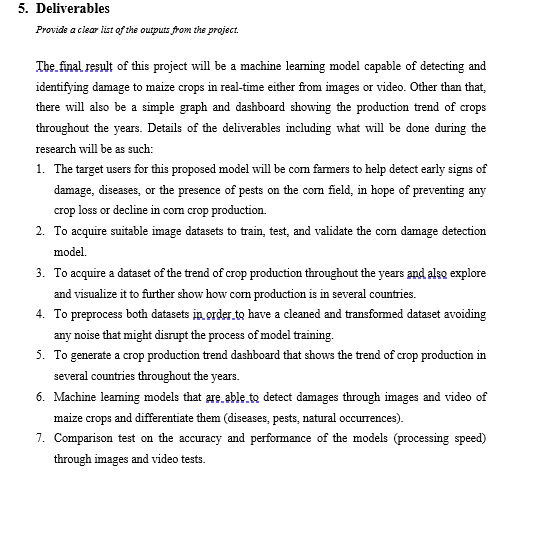 5. Deliverables
Provide a clear list of the outputs from the project.
The final result of this project will be a machine learning model capable of detecting and
identifying damage to maize crops in real-time either from images or video. Other than that,
there will also be a simple graph and dashboard showing the production trend of crops
throughout the years. Details of the deliverables including what will be done during the
research will be as such:
1. The target users for this proposed model will be corn farmers to help detect early signs of
damage, diseases, or the presence of pests on the corn field, in hope of preventing any
crop loss or decline in corn crop production.
2. To acquire suitable image datasets to train, test, and validate the corn damage detection
model.
3. To acquire a dataset of the trend of crop production throughout the years and also explore
and visualize it to further show how corn production is in several countries.
4. To preprocess both datasets in order to have a cleaned and transformed dataset avoiding
any noise that might disrupt the process of model training.
5. To generate a crop production trend dashboard that shows the trend of crop production in
several countries throughout the years.
6. Machine learning models that are able to detect damages through images and video of
maize crops and differentiate them (diseases, pests, natural occurrences).
7. Comparison test on the accuracy and performance of the models (processing speed)
through images and video tests.